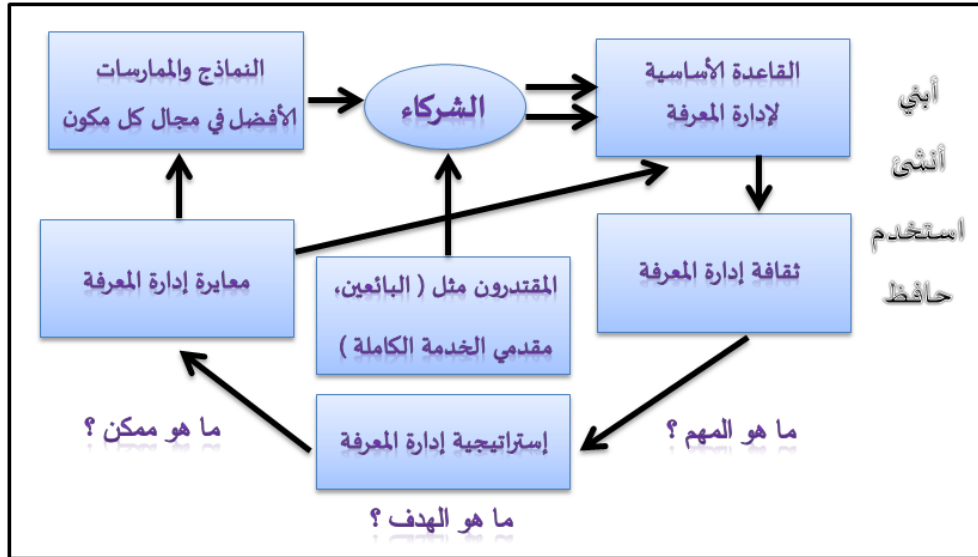 النماذج والممارسات
الأفضل في مجال كل مكون
الشركاء
القاعدة الأساسية
لإدارة المعرفة
أبني
أنشئ
استخدم
حافظ
معايرة إدارة المعرفة
المقتدرون مثل ( البائعين،
مقدمي الخدمة الكاملة )
ثقافة إدارة المعرفة
ما هو ممكن ؟
إستراتيجية إدارة المعرفة
ما هو المهم ؟
ما هو الهدف ؟